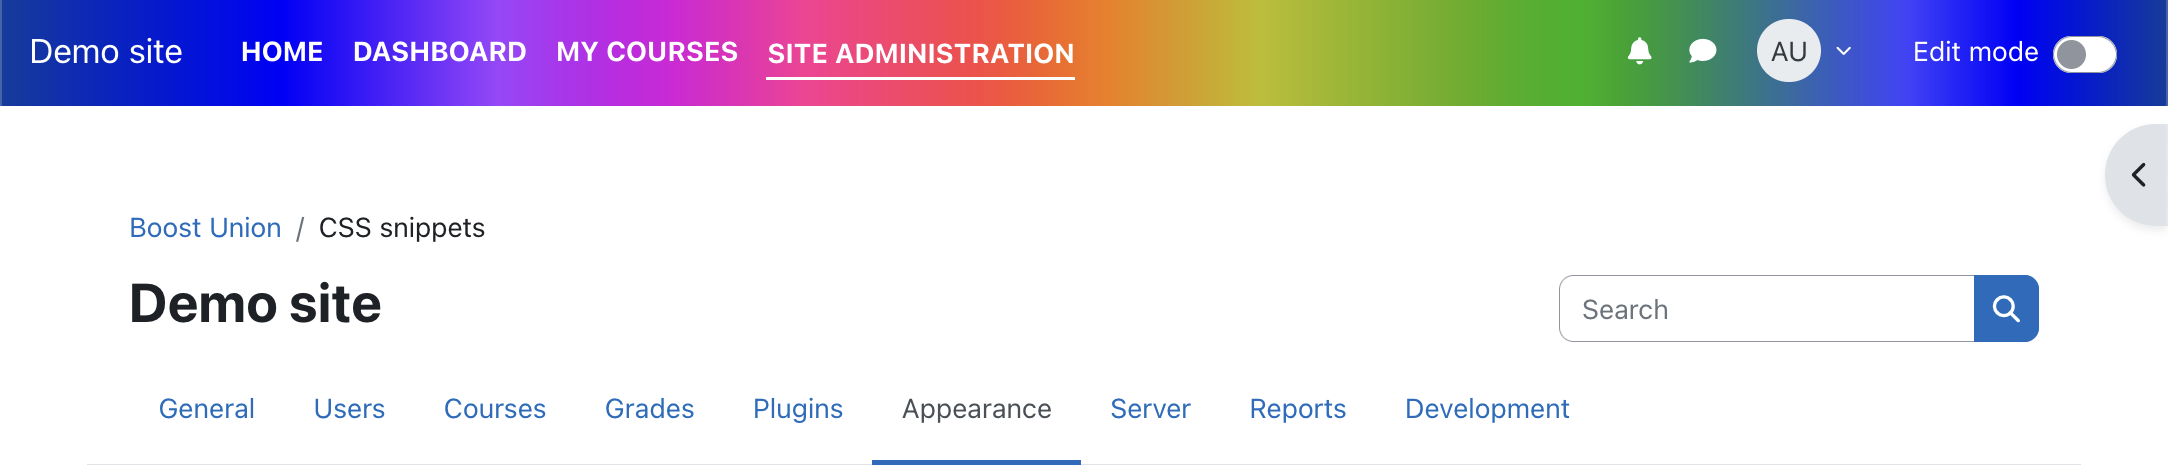 Demo site HOME DASHBOARD MY COURSES SITE ADMINISTRATION AU Edit mode
Boost Union / CSS snippets
Demo site
Search
General Users Courses Grades Plugins Appearance Server Reports Development